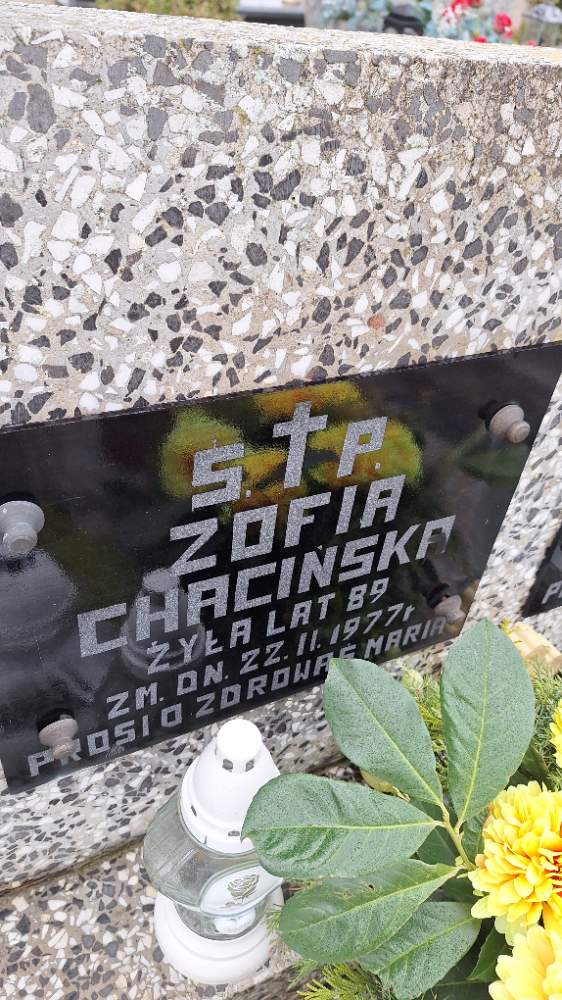 Ś. † P.
ZOFIA
CHACIŃSKA
ŻYŁA LAT 89
ZM. DN. 22.11.1977r
PROSI O ZDROWAŚ MARIA